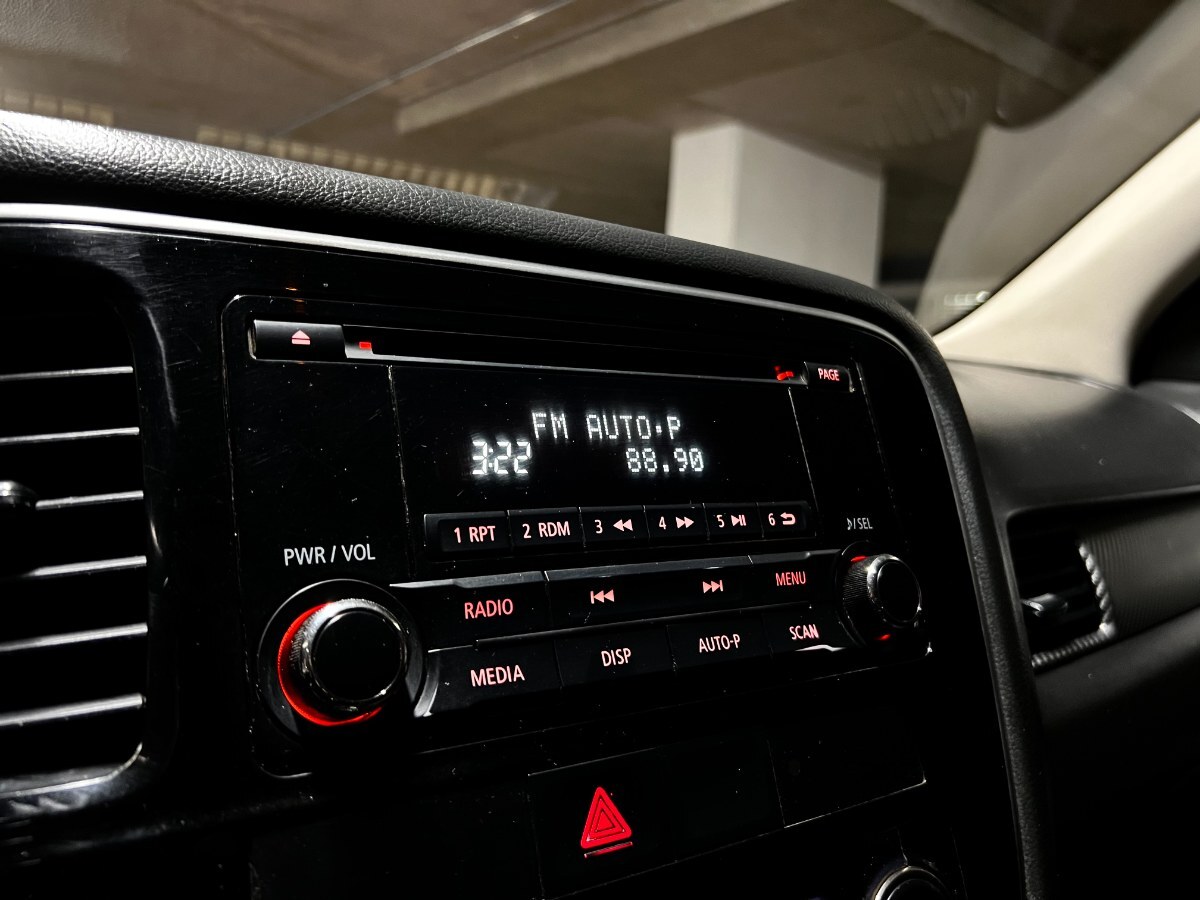 PAGE
FM AUTO·P
3:22 88.90
1 RPT 2 RDM 3 4 5 6
♪/SEL
PWR / VOL
RADIO MENU
MEDIA DISP AUTO-P SCAN